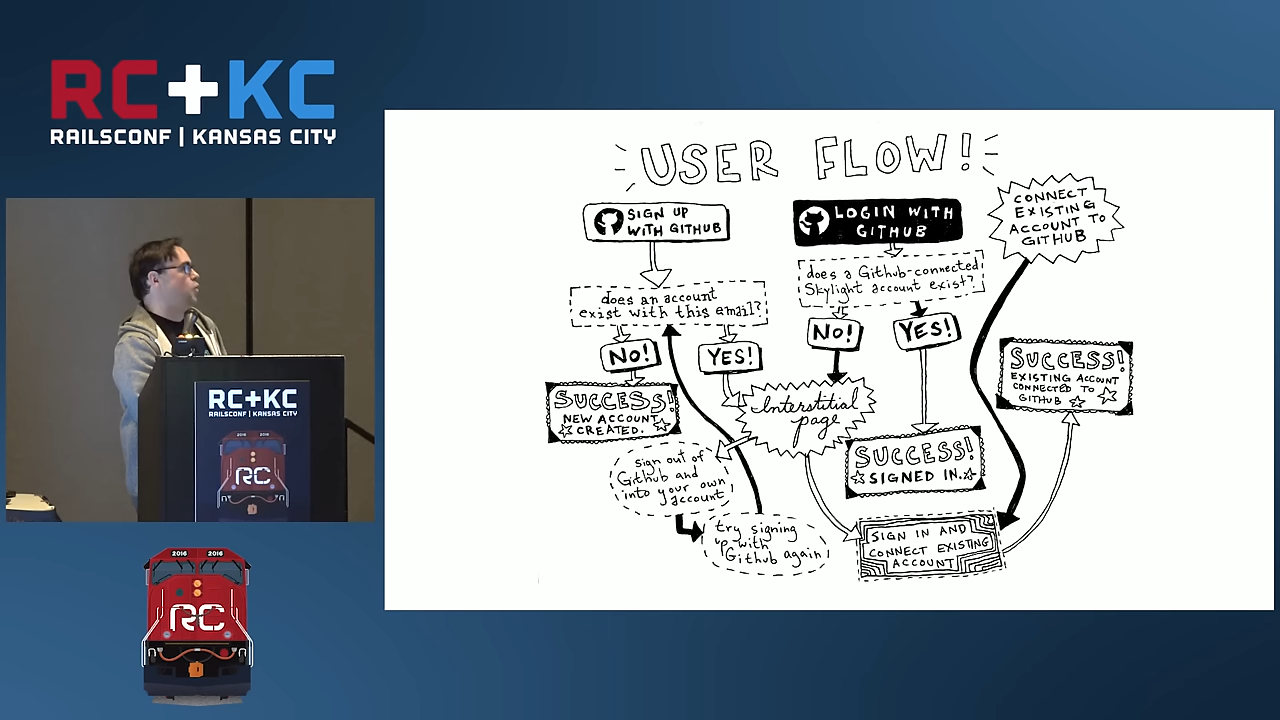 RC+KC
RAILSCONF | KANSAS CITY
RC+KC
RAILSCONF | KANSAS CITY
2016 2016
RC
2016 2016
RC
USER FLOW!
SIGN UP
WITH GITHUB
LOGIN WITH
GITHUB
CONNECT
EXISTING
ACCOUNT TO
GITHUB
does an account
exist with this email?
does a Github-connected
Skylight account exist?
NO!
YES!
NO!
YES!
SUCCESS!
NEW ACCOUNT
CREATED.
Interstitial
page
SUCCESS!
EXISTING ACCOUNT
CONNECTED TO
GITHUB
SUCCESS!
SIGNED IN.
sign out of
Github and
into your own
account
try signing
up with
Github again
SIGN IN AND
CONNECT EXISTING
ACCOUNT